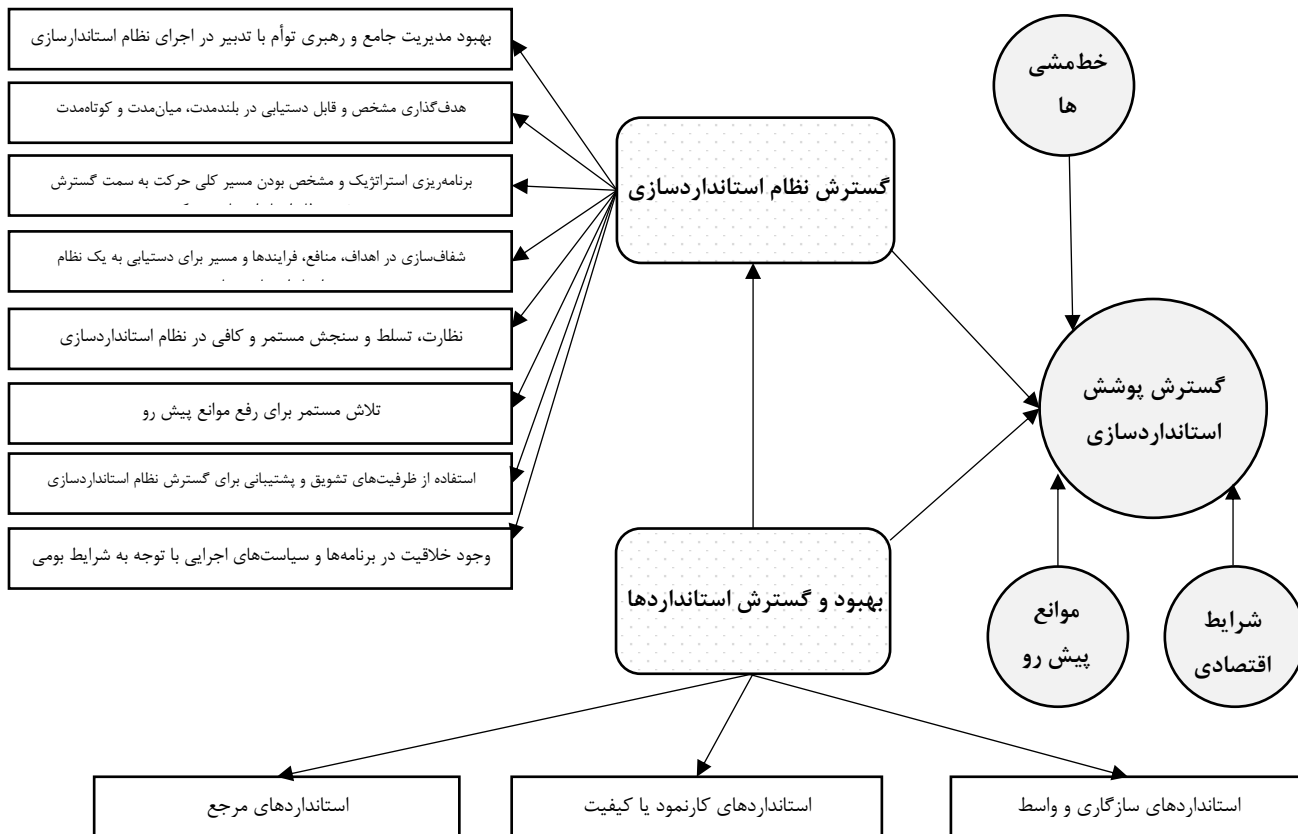 بهبود مدیریت جامع و رهبری توأم با تدبیر در اجرای نظام استاندارسازی
هدف‌گذاری مشخص و قابل دستیابی در بلندمدت، میان‌مدت و کوتاه‌مدت
برنامه‌ریزی استراتژیک و مشخص بودن مسیر کلی حرکت به سمت گسترش
شفاف‌سازی در اهداف، منافع، فرایندها و مسیر برای دستیابی به یک نظام
نظارت، تسلط و سنجش مستمر و کافی در نظام استانداردسازی
تلاش مستمر برای رفع موانع پیش رو
استفاده از ظرفیت‌های تشویق و پشتیبانی برای گسترش نظام استانداردسازی
وجود خلاقیت در برنامه‌ها و سیاست‌های اجرایی با توجه به شرایط بومی
گسترش نظام استانداردسازی
بهبود و گسترش استانداردها
خط‌مشی
ها
گسترش پوشش
استانداردسازی
موانع
پیش رو
شرایط
اقتصادی
استانداردهای مرجع
استانداردهای کارنمود یا کیفیت
استانداردهای سازگاری و واسط